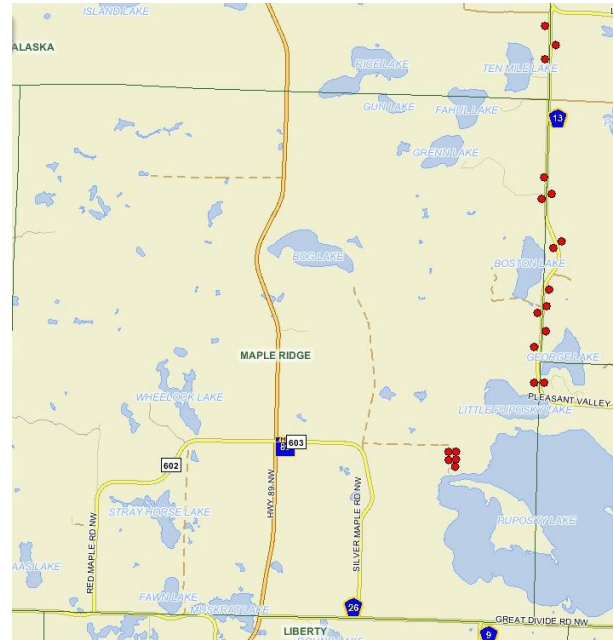 ISLAND LAKE
ALASKA
RICE LAKE
TEN MILE LAKE
GUN LAKE
FAHUL LAKE
13
GRENN LAKE
BOG LAKE
BOSTON LAKE
MAPLE RIDGE
GEORGE LAKE
WHEELOCK LAKE
PLEASANT VALLEY
LITTLE PUPOSKY LAKE
603
602
HWY 89 NW
SILVER MAPLE RD NW
RED MAPLE RD NW
STRAY HORSE LAKE
PUPOSKY LAKE
AAS LAKE
FAWN LAKE
MUSKRAT LAKE
26
GREAT DIVIDE RD NW
LIBERTY
9